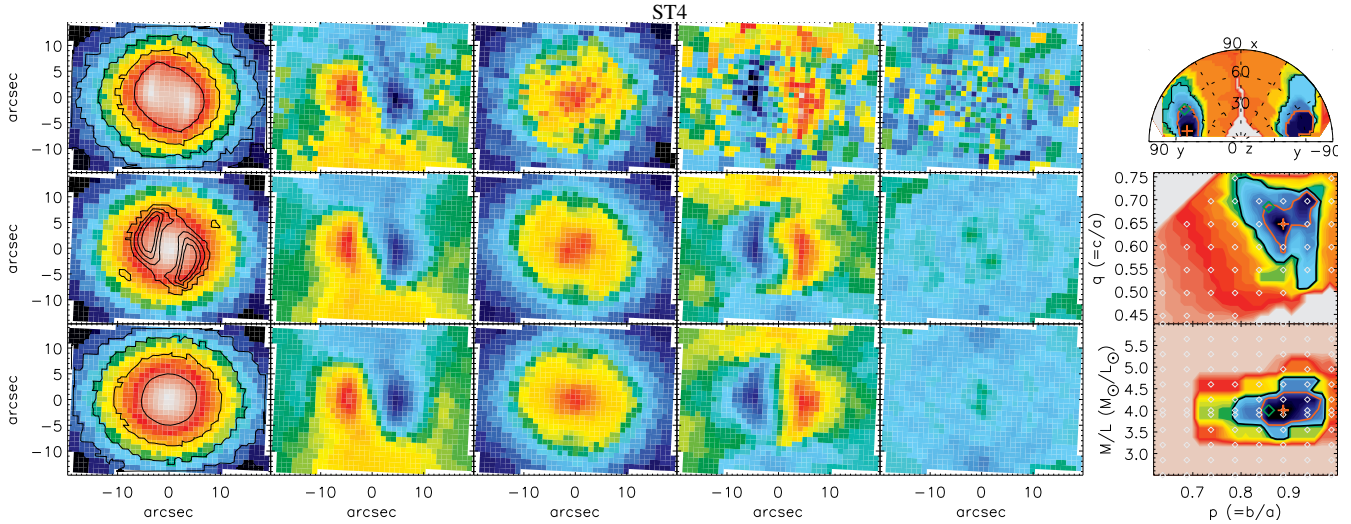 ST4
arcsec
10
5
0
−5
−10
arcsec
10
5
0
−5
−10
arcsec
10
5
0
−5
−10
−10 0 10
−10 0 10
−10 0 10
−10 0 10
−10 0 10
arcsec
arcsec
arcsec
arcsec
arcsec
90 x
60
30
90 y 0 z y −90
q (=c/a)
0.75
0.70
0.65
0.60
0.55
0.50
0.45
M/L (M⊙/L⊙)
5.5
5.0
4.5
4.0
3.5
3.0
0.7 0.8 0.9
p (=b/a)